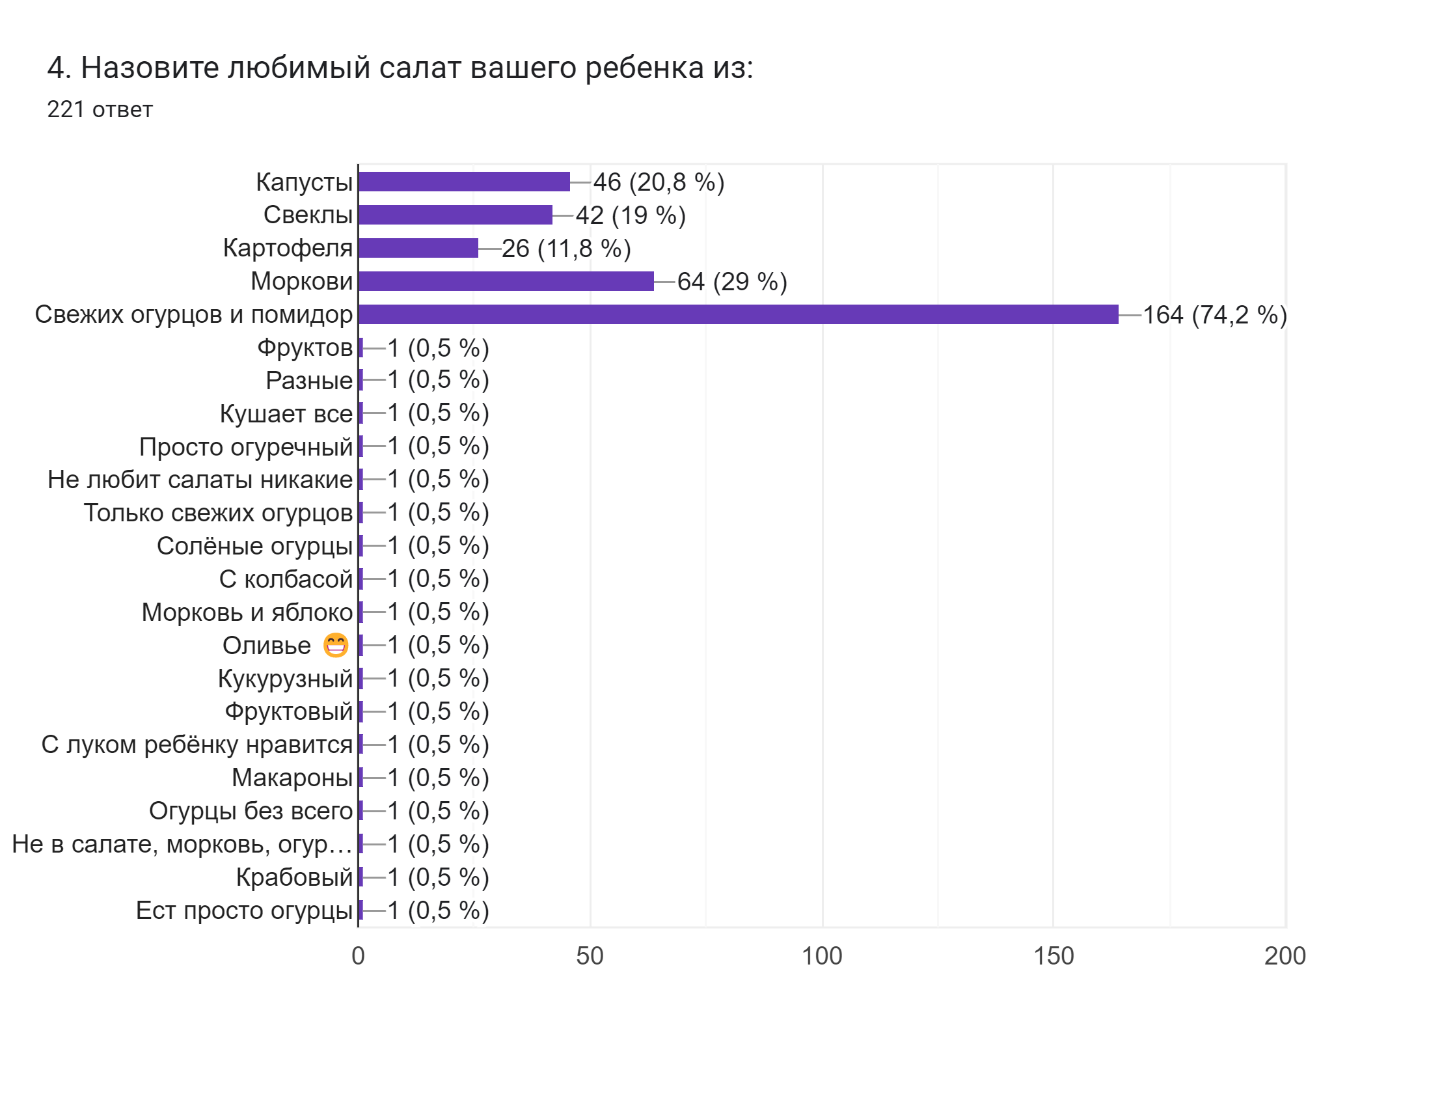 4. Назовите любимый салат вашего ребенка из:
221 ответ
Капусты 46 (20,8 %)
Свеклы 42 (19 %)
Картофеля 26 (11,8 %)
Моркови 64 (29 %)
Свежих огурцов и помидор 164 (74,2 %)
Фруктов 1 (0,5 %)
Разные 1 (0,5 %)
Кушает все 1 (0,5 %)
Просто огуречный 1 (0,5 %)
Не любит салаты никакие 1 (0,5 %)
Только свежих огурцов 1 (0,5 %)
Солёные огурцы 1 (0,5 %)
С колбасой 1 (0,5 %)
Морковь и яблоко 1 (0,5 %)
Оливье 😁 1 (0,5 %)
Кукурузный 1 (0,5 %)
Фруктовый 1 (0,5 %)
С луком ребёнку нравится 1 (0,5 %)
Макароны 1 (0,5 %)
Огурцы без всего 1 (0,5 %)
Не в салате, морковь, огур… 1 (0,5 %)
Крабовый 1 (0,5 %)
Ест просто огурцы 1 (0,5 %)
0 50 100 150 200